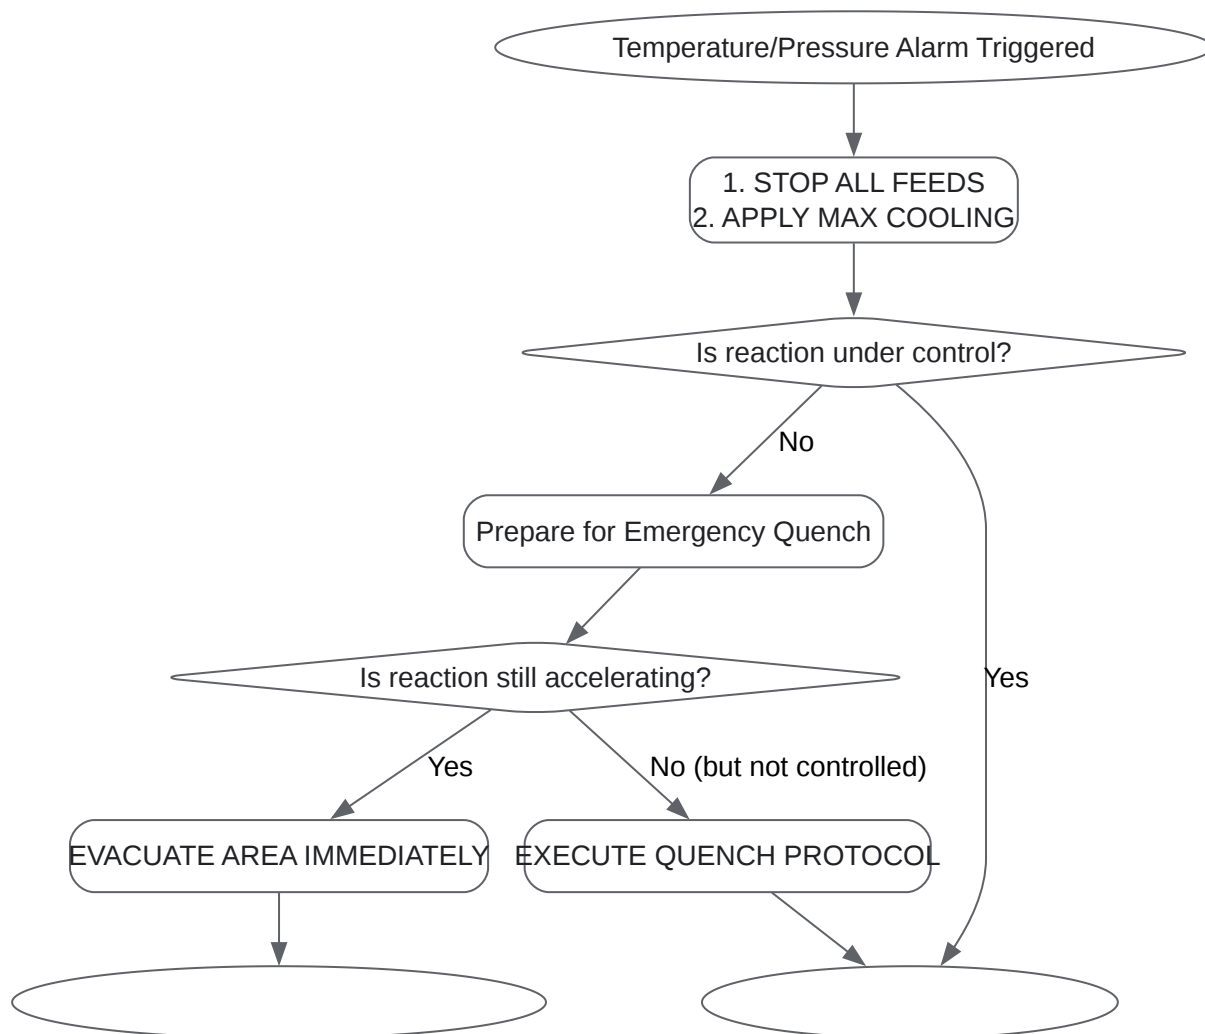 Temperature/Pressure Alarm Triggered
1. STOP ALL FEEDS
2. APPLY MAX COOLING
Is reaction under control?
No
Prepare for Emergency Quench
Is reaction still accelerating?
Yes
Yes
No (but not controlled)
EVACUATE AREA IMMEDIATELY
EXECUTE QUENCH PROTOCOL